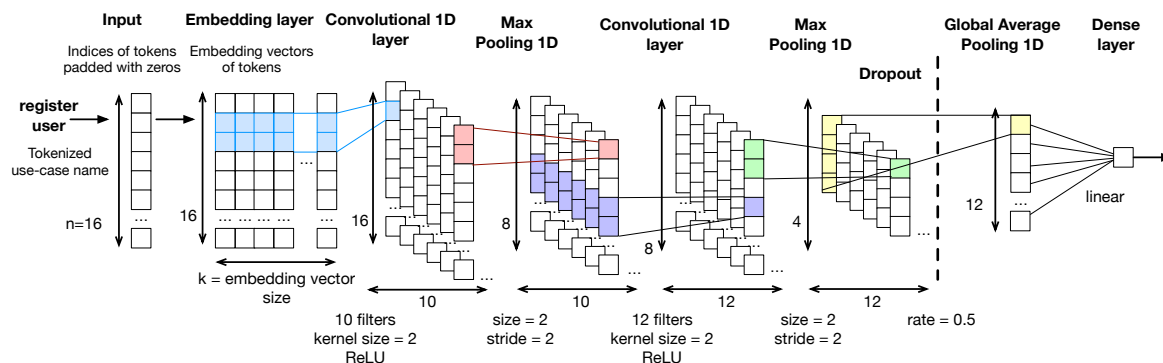 Input
Embedding layer
Convolutional 1D
layer
Max
Pooling 1D
Convolutional 1D
layer
Max
Pooling 1D
Global Average
Pooling 1D
Dense
layer
Dropout
Indices of tokens
padded with zeros
Embedding vectors
of tokens
register
user
Tokenized
use-case name
n=16
...
16
... ...
...
...
k = embedding vector
size
16
...
...
10
10 filters
kernel size = 2
ReLU
8
...
...
...
10
size = 2
stride = 2
8
...
...
...
12
12 filters
kernel size = 2
ReLU
4
...
12
size = 2
stride = 2
rate = 0.5
12
...
linear